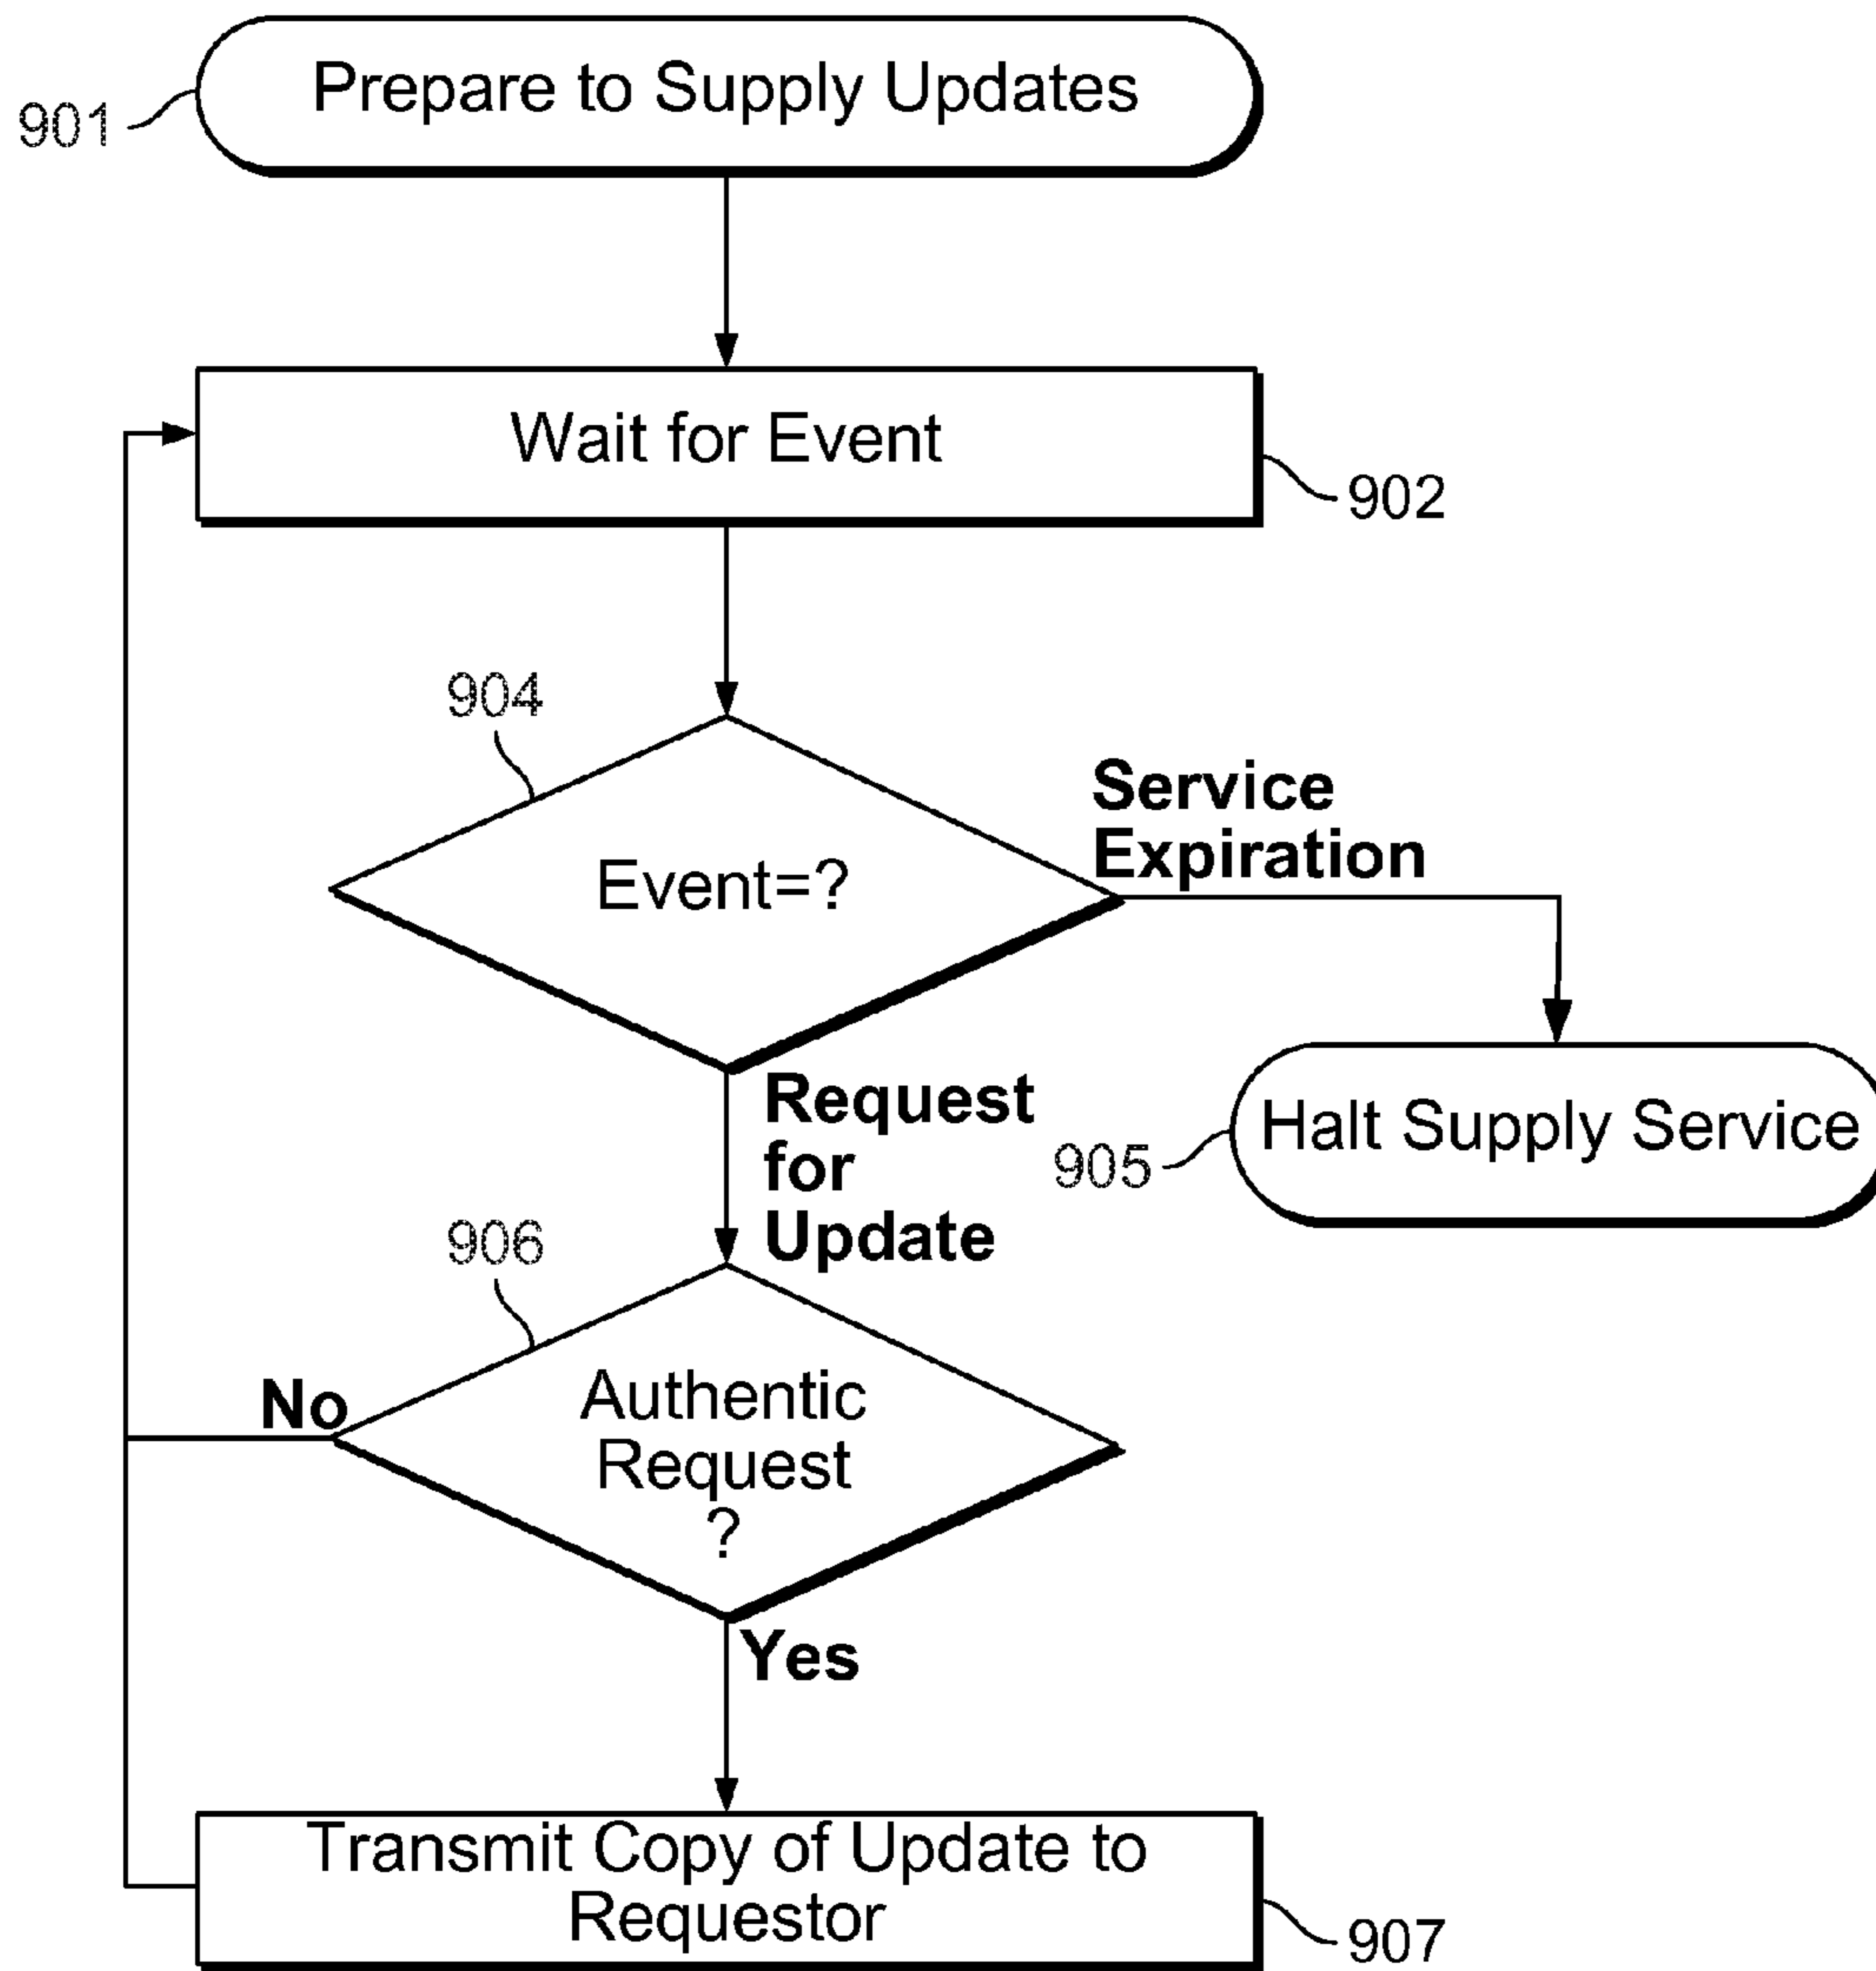 Prepare to Supply Updates
901
Wait for Event
902
904
Event=?
Service
Expiration
Request
for
Update
Halt Supply Service
905
906
No
Authentic
Request
?
Yes
Transmit Copy of Update to
Requestor
907